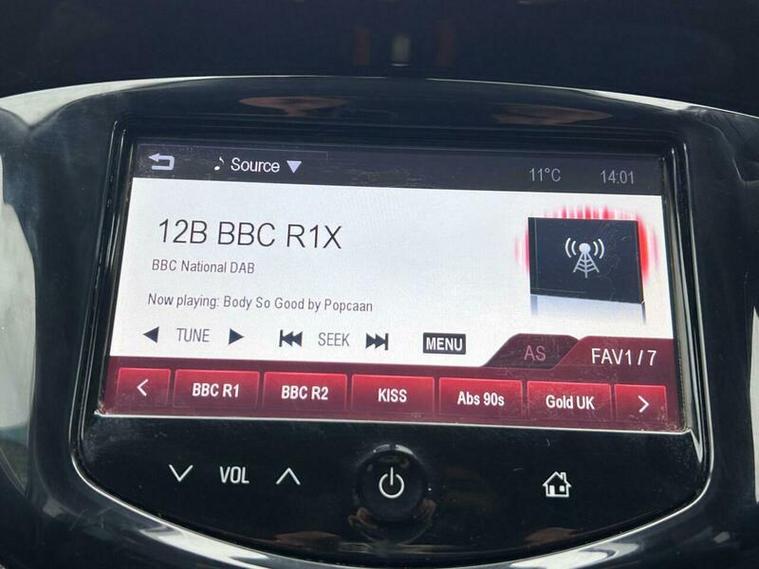 Source
11°C 14:01
12B BBC R1X
BBC National DAB
Now playing: Body So Good by Popcaan
TUNE SEEK MENU AS FAV1 / 7
BBC R1 BBC R2 KISS Abs 90s Gold UK
VOL